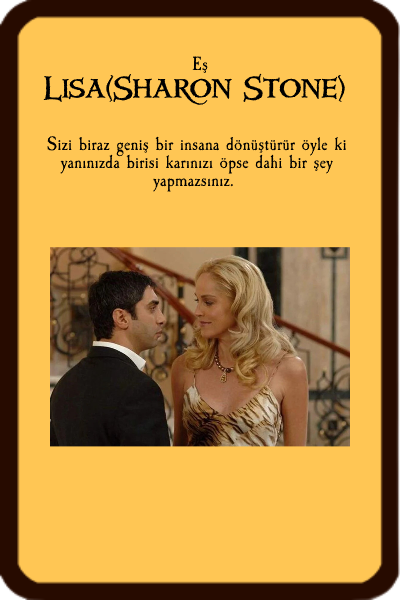 Eş
Lisa(Sharon Stone)
Sizi biraz geniş bir insana dönüştürür öyle ki
yanınızda birisi karınızı öpse dahi bir şey
yapmazsınız.